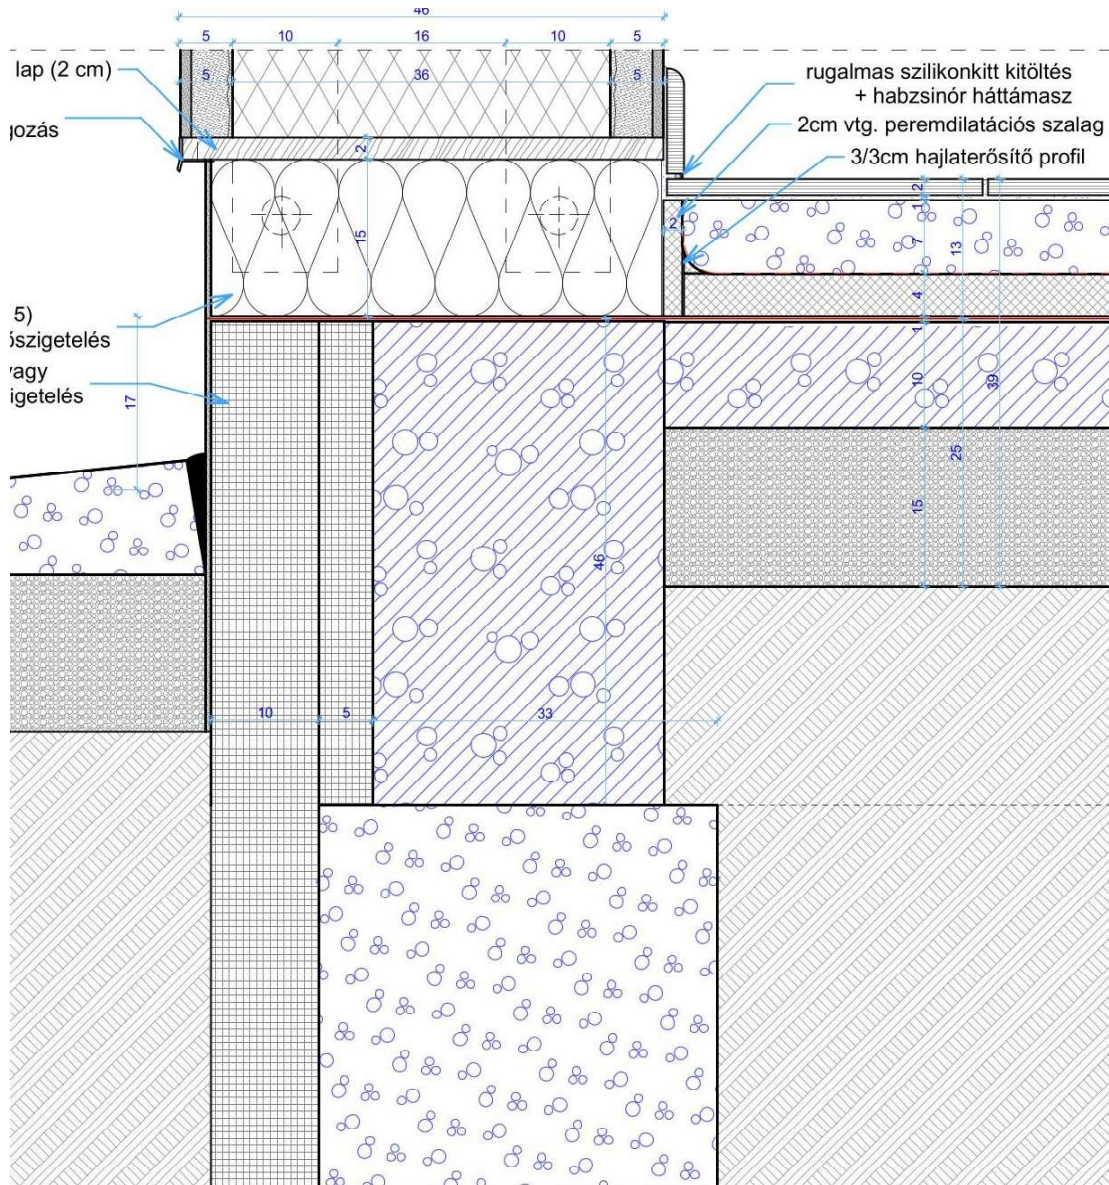 46
5 10 16 10 5
5 36 5
lap (2 cm)
gozás
rugalmas szilikonkitt kitöltés
+ habzsinór háttámasz
2cm vtg. peremdilatációs szalag
3/3cm hajlaterősítő profil
2
15
2
2
1
7
13
4
5)
őszigetelés
vagy
igetelés
17
1
10
39
25
15
46
10 5 33